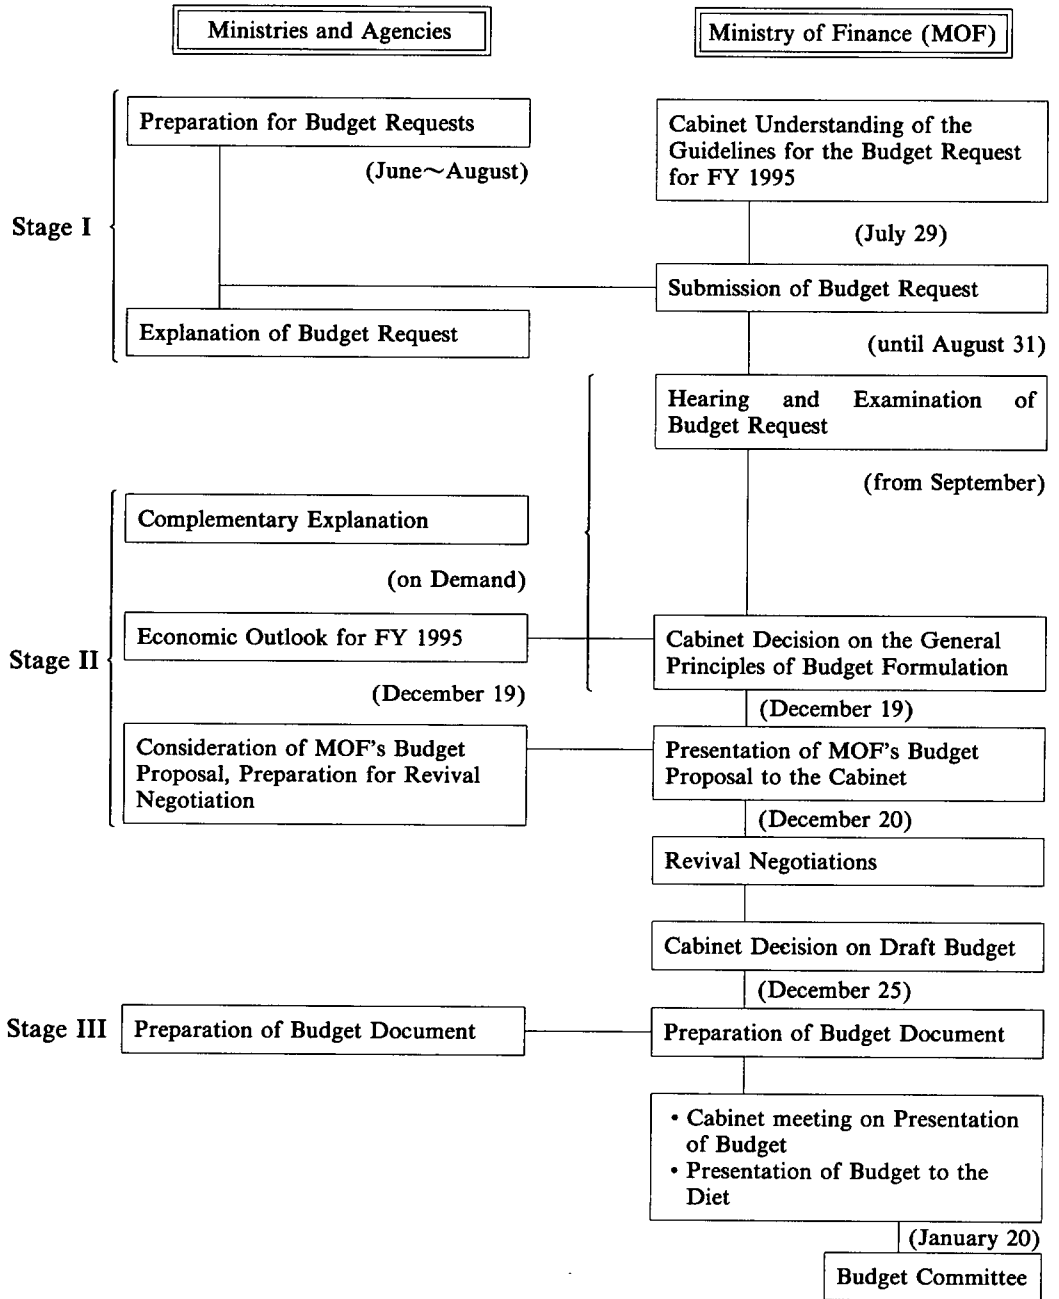 Ministries and Agencies
Ministry of Finance (MOF)
Stage I
Preparation for Budget Requests
(June~August)
Explanation of Budget Request
Cabinet Understanding of the
Guidelines for the Budget Request
for FY 1995
(July 29)
Submission of Budget Request
(until August 31)
Hearing and Examination of
Budget Request
(from September)
Stage II
Complementary Explanation
(on Demand)
Economic Outlook for FY 1995
(December 19)
Consideration of MOF's Budget
Proposal, Preparation for Revival
Negotiation
Cabinet Decision on the General
Principles of Budget Formulation
(December 19)
Presentation of MOF's Budget
Proposal to the Cabinet
(December 20)
Revival Negotiations
Cabinet Decision on Draft Budget
(December 25)
Stage III
Preparation of Budget Document
Preparation of Budget Document
• Cabinet meeting on Presentation
of Budget
• Presentation of Budget to the
Diet
(January 20)
Budget Committee